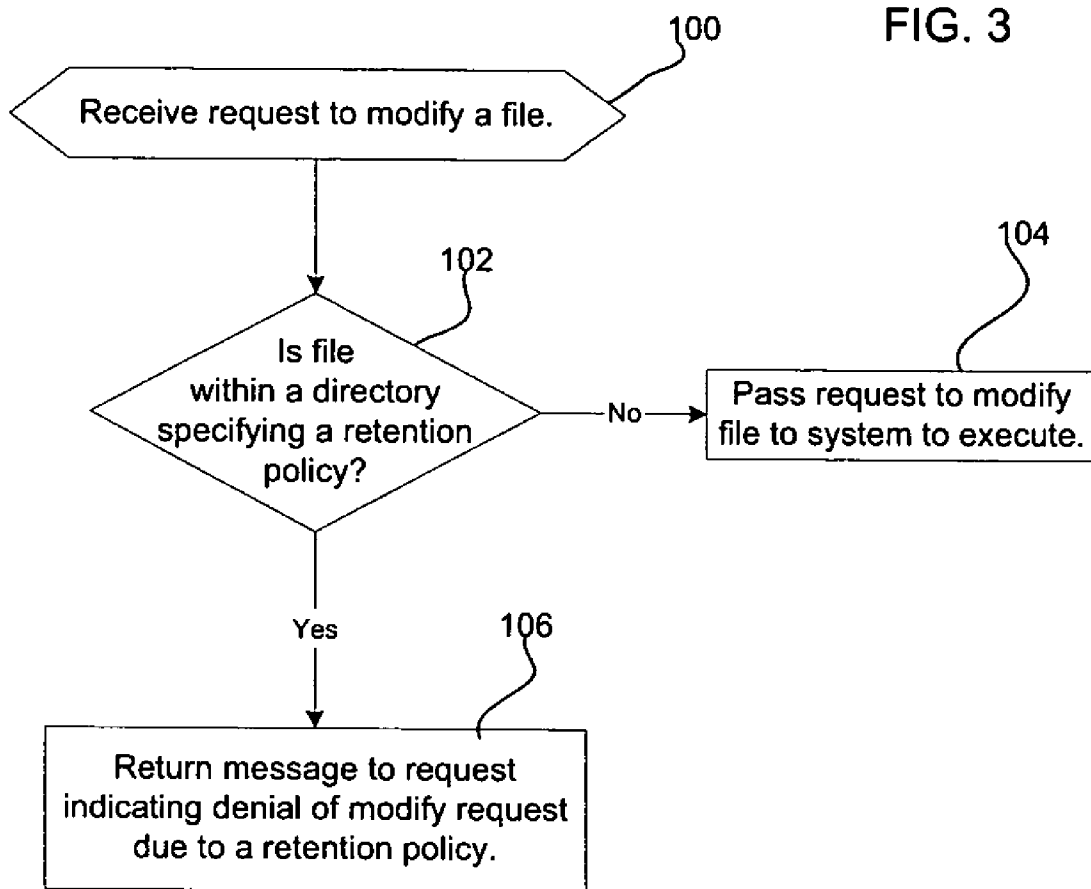 FIG. 3
100
Receive request to modify a file.
102
Is file
within a directory
specifying a retention
policy?
No
104
Pass request to modify
file to system to execute.
Yes
106
Return message to request
indicating denial of modify request
due to a retention policy.